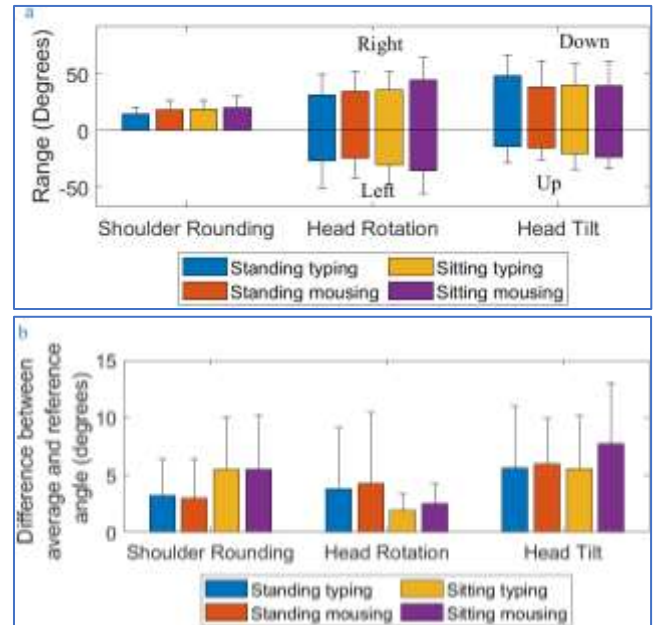 a
Range (Degrees)
50
0
-50
Right
Left
Down
Up
Shoulder Rounding
Head Rotation
Head Tilt
Standing typing
Sitting typing
Standing mousing
Sitting mousing
b
Difference between
average and reference
angle (degrees)
15
10
5
0
Shoulder Rounding
Head Rotation
Head Tilt
Standing typing
Sitting typing
Standing mousing
Sitting mousing